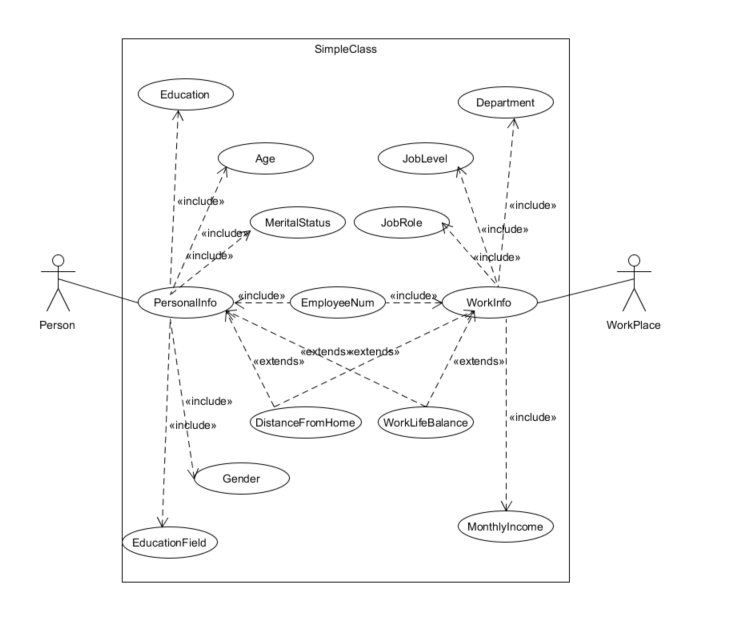 SimpleClass
Education
Department
Age
JobLevel
«include»
«include»
MeritalStatus
JobRole
«include»
«include»
«include»
«include»
PersonalInfo
«include»
EmployeeNum
«include»
WorkInfo
Person
WorkPlace
«extends»
«extends»
«extends»
«extends»
«include»
«include»
«include»
DistanceFromHome
WorkLifeBalance
Gender
MonthlyIncome
EducationField